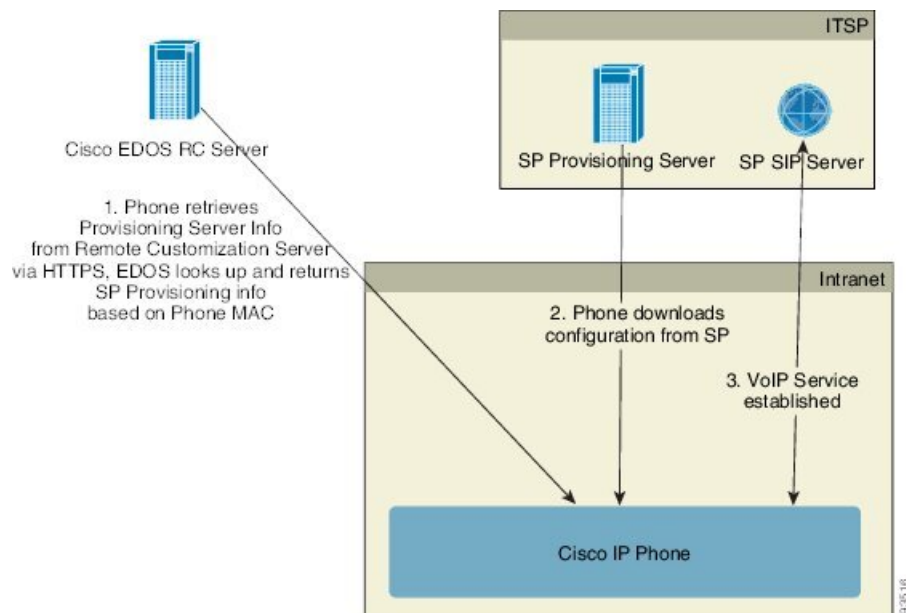 ITSP
Cisco EDOS RC Server
SP Provisioning Server
SP SIP Server
1. Phone retrieves
Provisioning Server Info
from Remote Customization Server
via HTTPS, EDOS looks up and returns
SP Provisioning info
based on Phone MAC
Intranet
2. Phone downloads
configuration from SP
3. VoIP Service
established
Cisco IP Phone